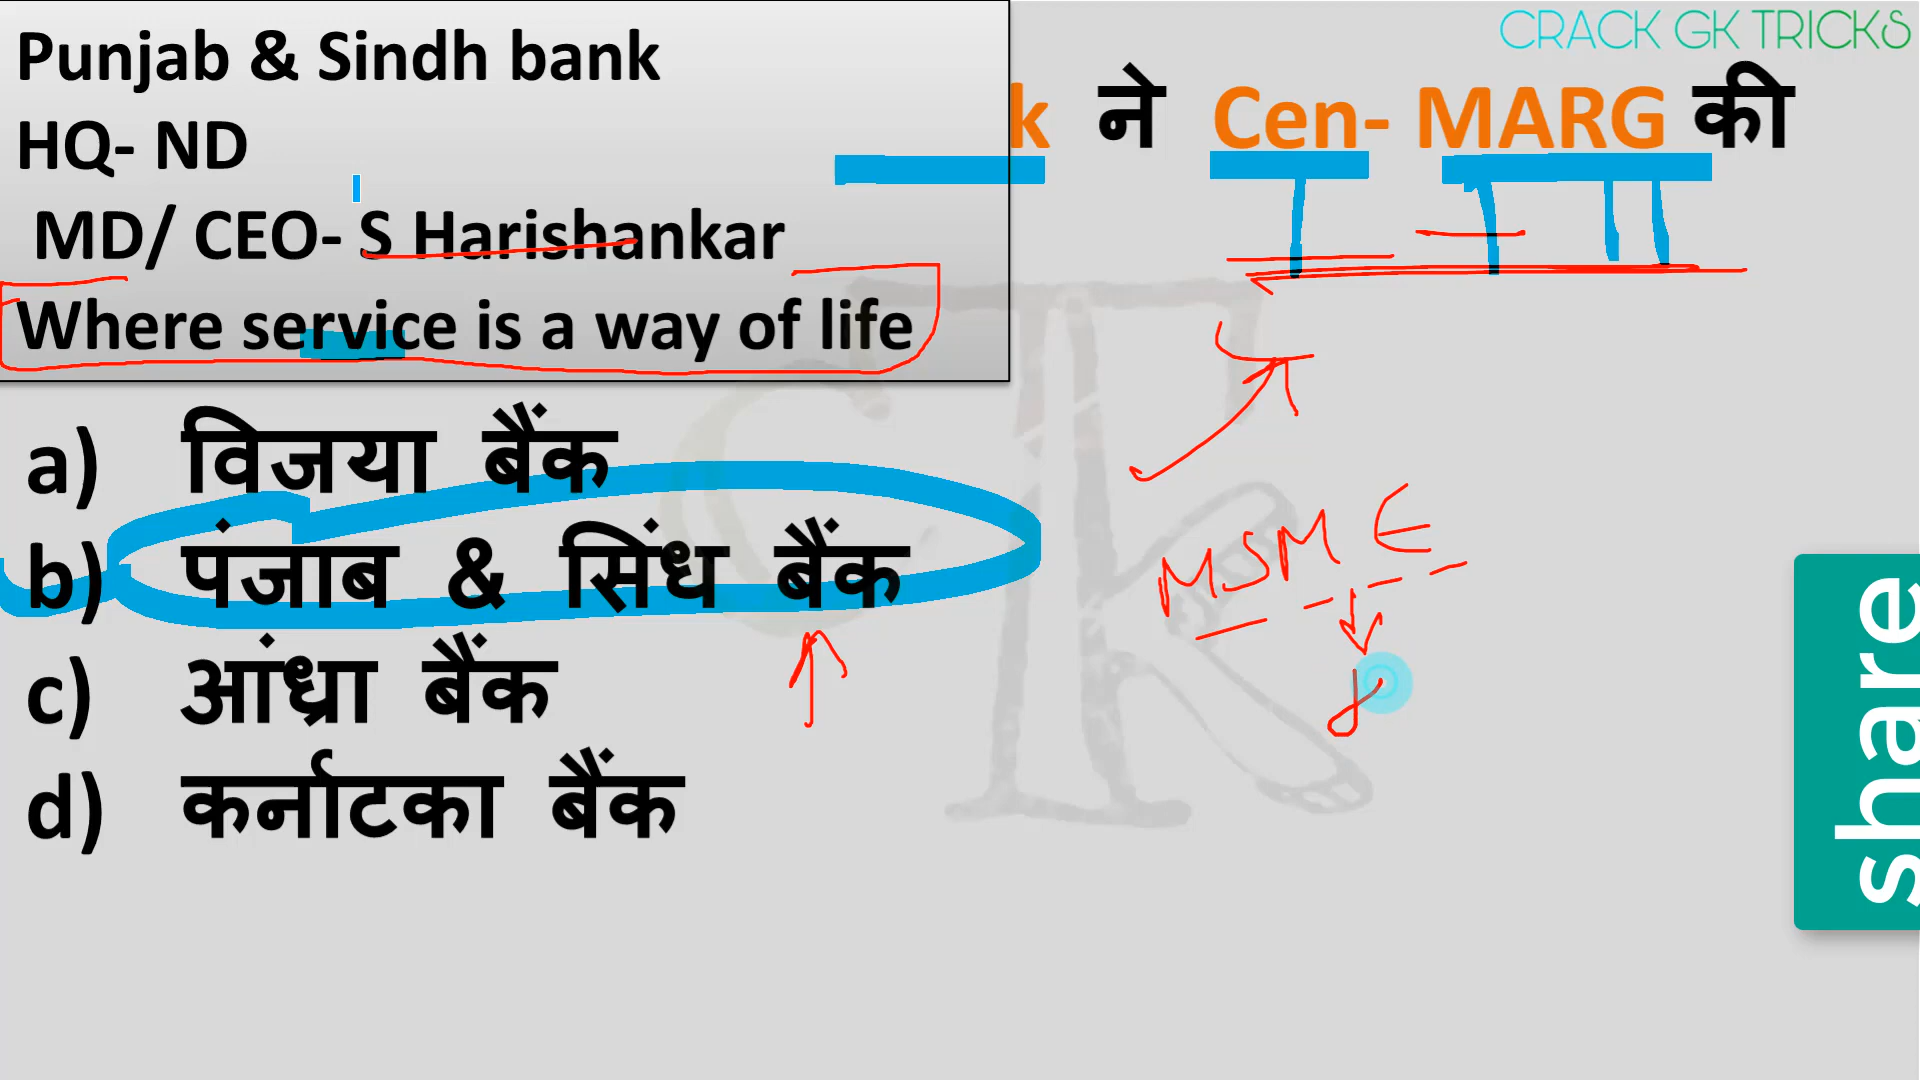 Punjab & Sindh bank
HQ- ND
MD/ CEO- S Harishankar
Where service is a way of life
CRACK GK TRICKS
k ने Cen- MARG की
a) विजया बैंक
b) पंजाब & सिंध बैंक
c) आंध्रा बैंक
d) कर्नाटका बैंक
MSME
share